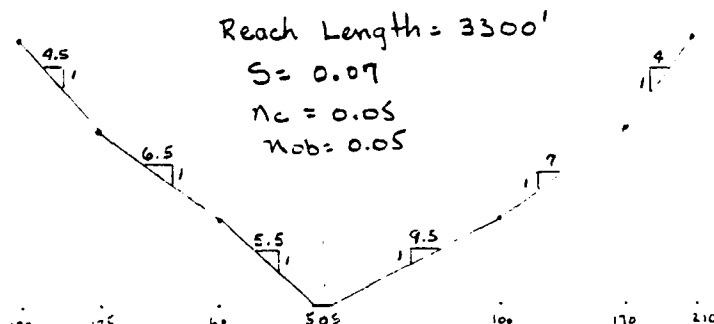 Reach Length = 3300'
S = 0.07
nc = 0.05
nob = 0.05
4.5
1
4
1
6.5
1
7
1
5.5
1
9.5
1
60 505 100 170 210